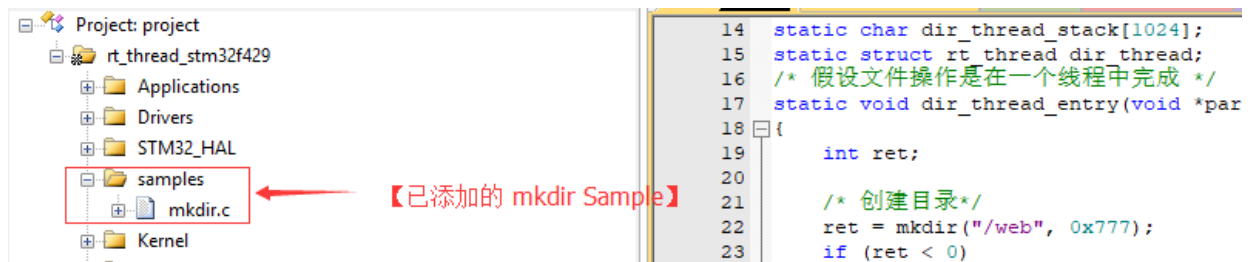 Project: project
rt_thread_stm32f429
Applications
Drivers
STM32_HAL
samples
mkdir.c
Kernel
【已添加的 mkdir Sample】
14 static char dir_thread_stack[1024];
15 static struct rt_thread dir_thread;
16 /* 假设文件操作是在一个线程中完成 */
17 static void dir_thread_entry(void *par
18 {
19 int ret;
20
21 /* 创建目录*/
22 ret = mkdir("/web", 0x777);
23 if (ret < 0)